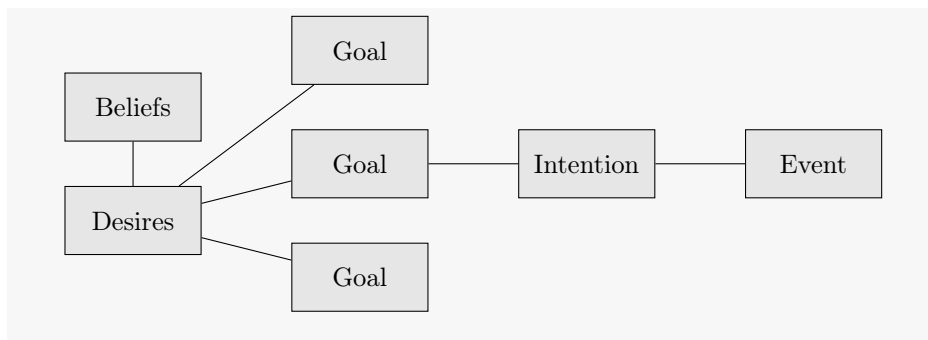 Goal
Beliefs
Goal
Intention
Event
Desires
Goal